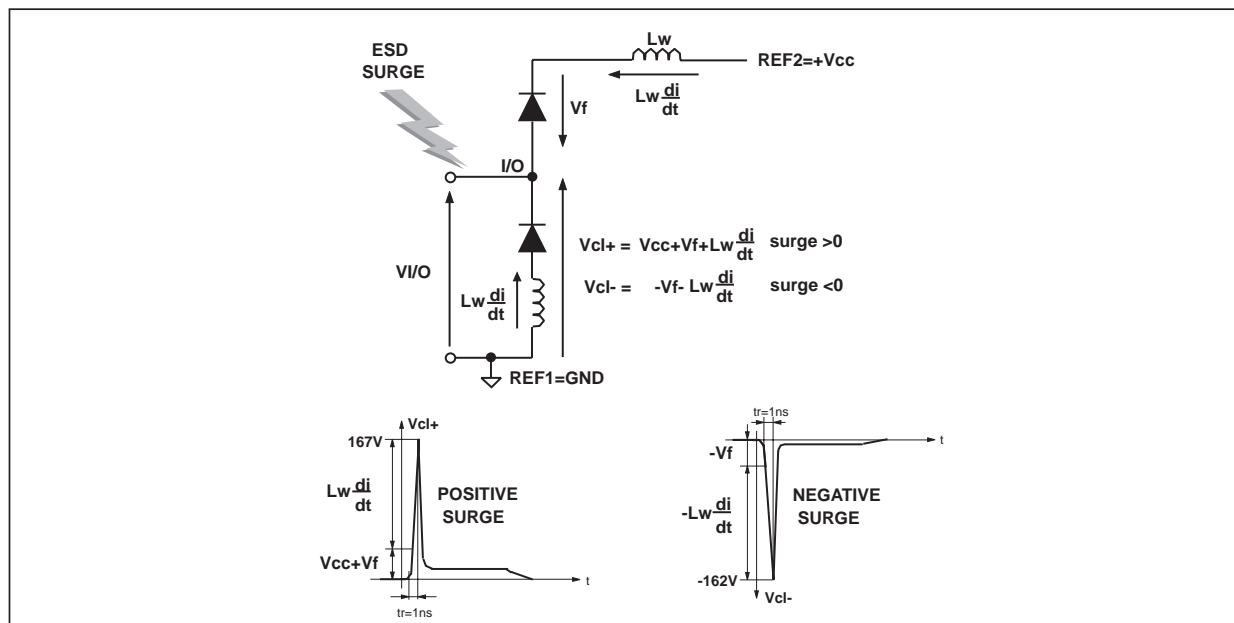 Lw
ESD
SURGE
REF2=+Vcc
Lw di/dt
Vf
I/O
Vcl+ = Vcc+Vf+Lw di/dt surge >0
VI/O
Vcl- = -Vf- Lw di/dt surge <0
Lw di/dt
REF1=GND
Vcl+
167V
Lw di/dt
POSITIVE
SURGE
Vcc+Vf
t
tr=1ns
tr=1ns
t
-Vf
-Lw di/dt
NEGATIVE
SURGE
-162V
Vcl-